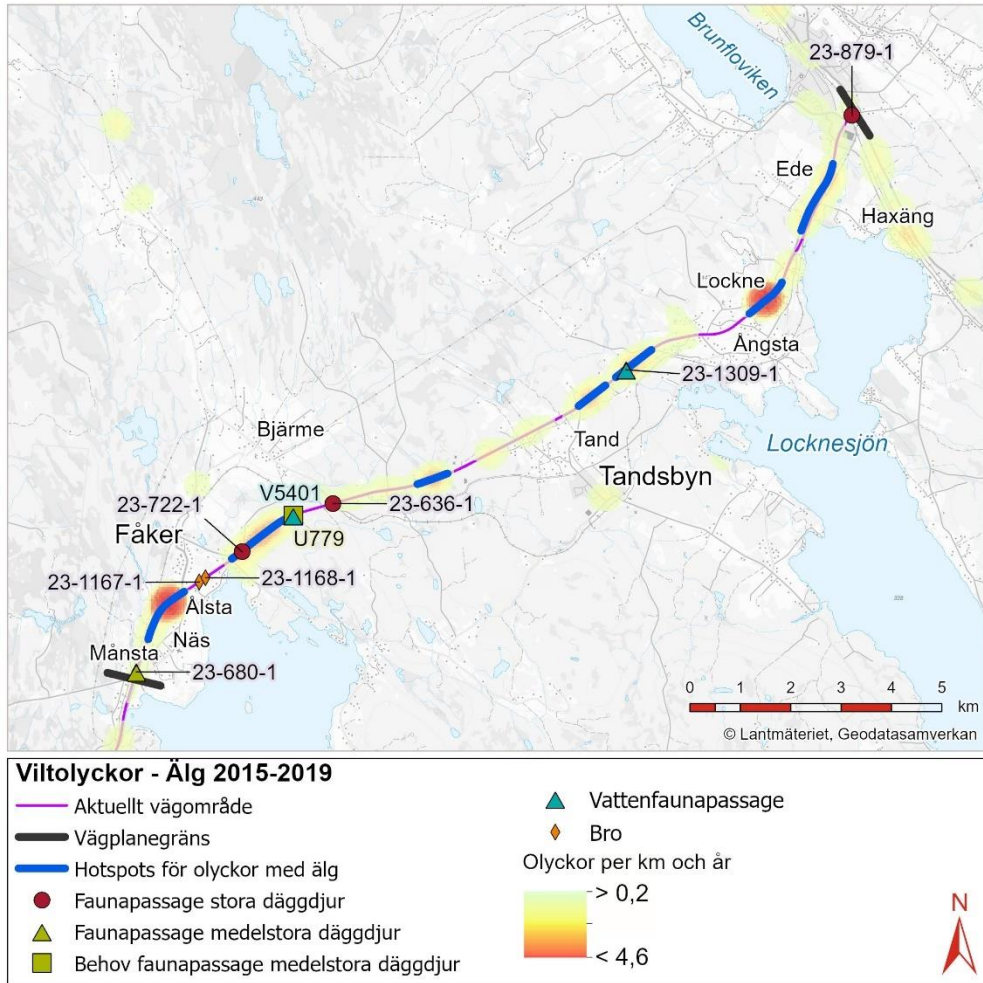 23-879-1
Brunfloviken
Ede
Haxäng
Lockne
Ångsta
23-1309-1
Bjärme
Tand
Locknesjön
Tandsbyn
V5401
23-722-1
23-636-1
Fåker
U779
23-1167-1
23-1168-1
Ålsta
Näs
Månsta
23-680-1
0 1 2 3 4 5
km
© Lantmäteriet, Geodatasamverkan
Viltolyckor - Älg 2015-2019
Aktuellt vägområde
Vägplanegräns
Hotspots för olyckor med älg
Faunapassage stora däggdjur
Faunapassage medelstora däggdjur
Behov faunapassage medelstora däggdjur
Vattenfaunapassage
Bro
Olyckor per km och år
> 0,2
< 4,6
N